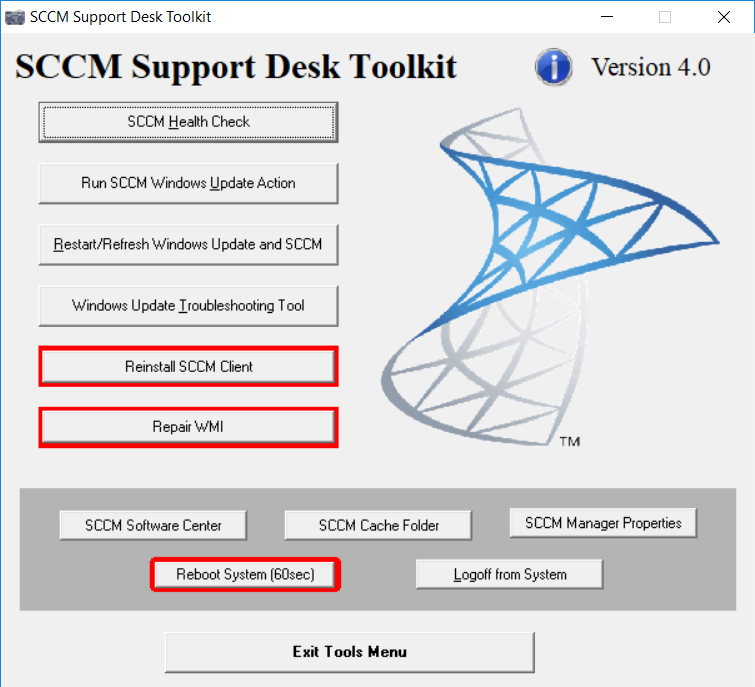 SCCM Support Desk Toolkit
SCCM Support Desk Toolkit
Version 4.0
SCCM Health Check
Run SCCM Windows Update Action
Restart/Refresh Windows Update and SCCM
Windows Update Troubleshooting Tool
Reinstall SCCM Client
Repair WMI
TM
SCCM Software Center
SCCM Cache Folder
SCCM Manager Properties
Reboot System (60sec)
Logoff from System
Exit Tools Menu